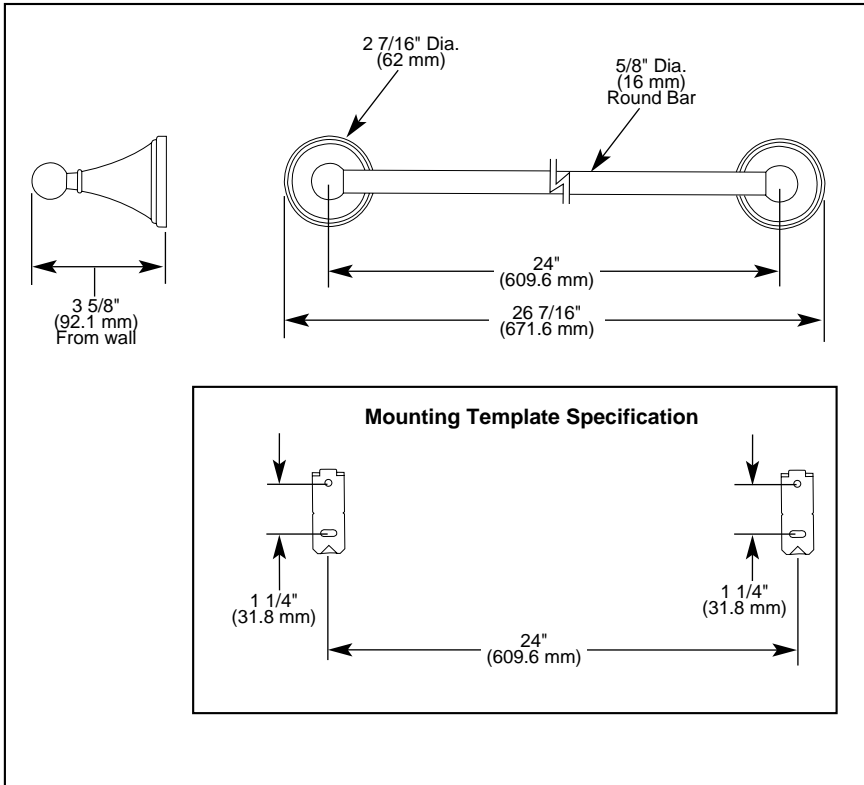 2 7/16" Dia.
(62 mm)
5/8" Dia.
(16 mm)
Round Bar
3 5/8"
(92.1 mm)
From wall
24"
(609.6 mm)
26 7/16"
(671.6 mm)
Mounting Template Specification
1 1/4"
(31.8 mm)
1 1/4"
(31.8 mm)
24"
(609.6 mm)